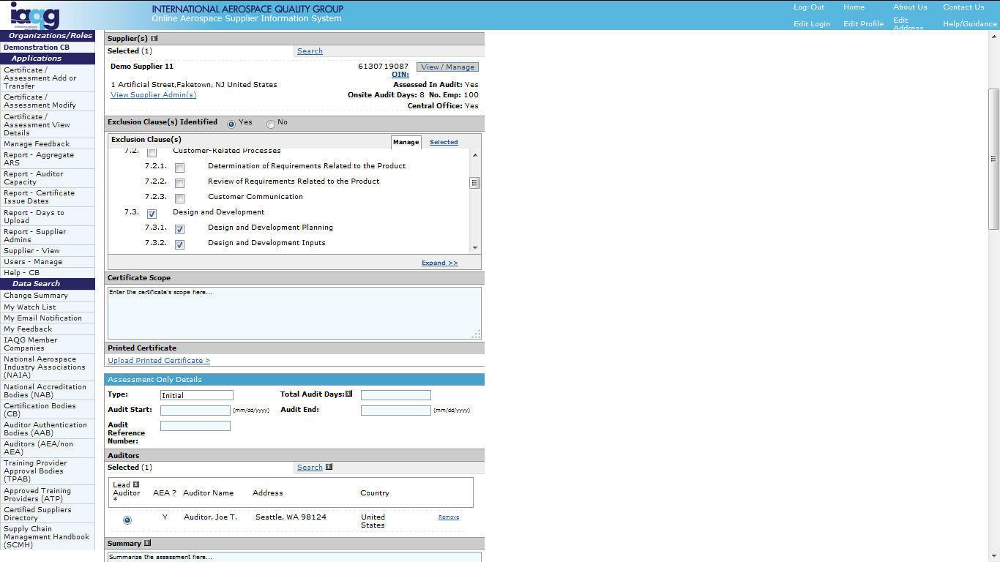 iaqg
INTERNATIONAL AEROSPACE QUALITY GROUP
Online Aerospace Supplier Information System
Log-Out
Home
About Us
Contact Us
Edit Login
Edit Profile
Edit
Address
Help/Guidance
Organizations/Roles
Demonstration CB
Applications
Certificate /
Assessment Add or
Transfer
Certificate /
Assessment Modify
Certificate /
Assessment View
Details
Manage Feedback
Report - Aggregate
ARS
Report - Auditor
Capacity
Report - Certificate
Issue Dates
Report - Days to
Upload
Report - Supplier
Admins
Supplier - View
Users - Manage
Help - CB
Data Search
Change Summary
My Watch List
My Email Notification
My Feedback
IAQG Member
Companies
National Aerospace
Industry Associations
(NAIA)
National Accreditation
Bodies (NAB)
Certification Bodies
(CB)
Auditor Authentication
Bodies (AAB)
Auditors (AEA/non
AEA)
Training Provider
Approval Bodies
(TPAB)
Approved Training
Providers (ATP)
Certified Suppliers
Directory
Supply Chain
Management Handbook
(SCMH)
Supplier(s)
Selected (1)
Search
Demo Supplier 11
6130719087
View / Manage
OIN:
1 Artificial Street,Faketown, NJ United States
Assessed In Audit: Yes
View Supplier Admin(s)
Onsite Audit Days: 8 No. Emp: 100
Central Office: Yes
Exclusion Clause(s) Identified
Yes
No
Exclusion Clause(s)
Manage
Selected
7.2. Customer-Related Processes
7.2.1. Determination of Requirements Related to the Product
7.2.2. Review of Requirements Related to the Product
7.2.3. Customer Communication
7.3. Design and Development
7.3.1. Design and Development Planning
7.3.2. Design and Development Inputs
Expand >>
Certificate Scope
Enter the certificate's scope here...
Printed Certificate
Upload Printed Certificate >
Assessment Only Details
Type: Initial
Total Audit Days:
Audit Start: (mm/dd/yyyy)
Audit End: (mm/dd/yyyy)
Audit
Reference
Number:
Auditors
Selected (1)
Search
Lead
Auditor
*
AEA ?
Auditor Name
Address
Country
Y
Auditor, Joe T.
Seattle, WA 98124
United
States
Remove
Summary
Summarize the assessment here...